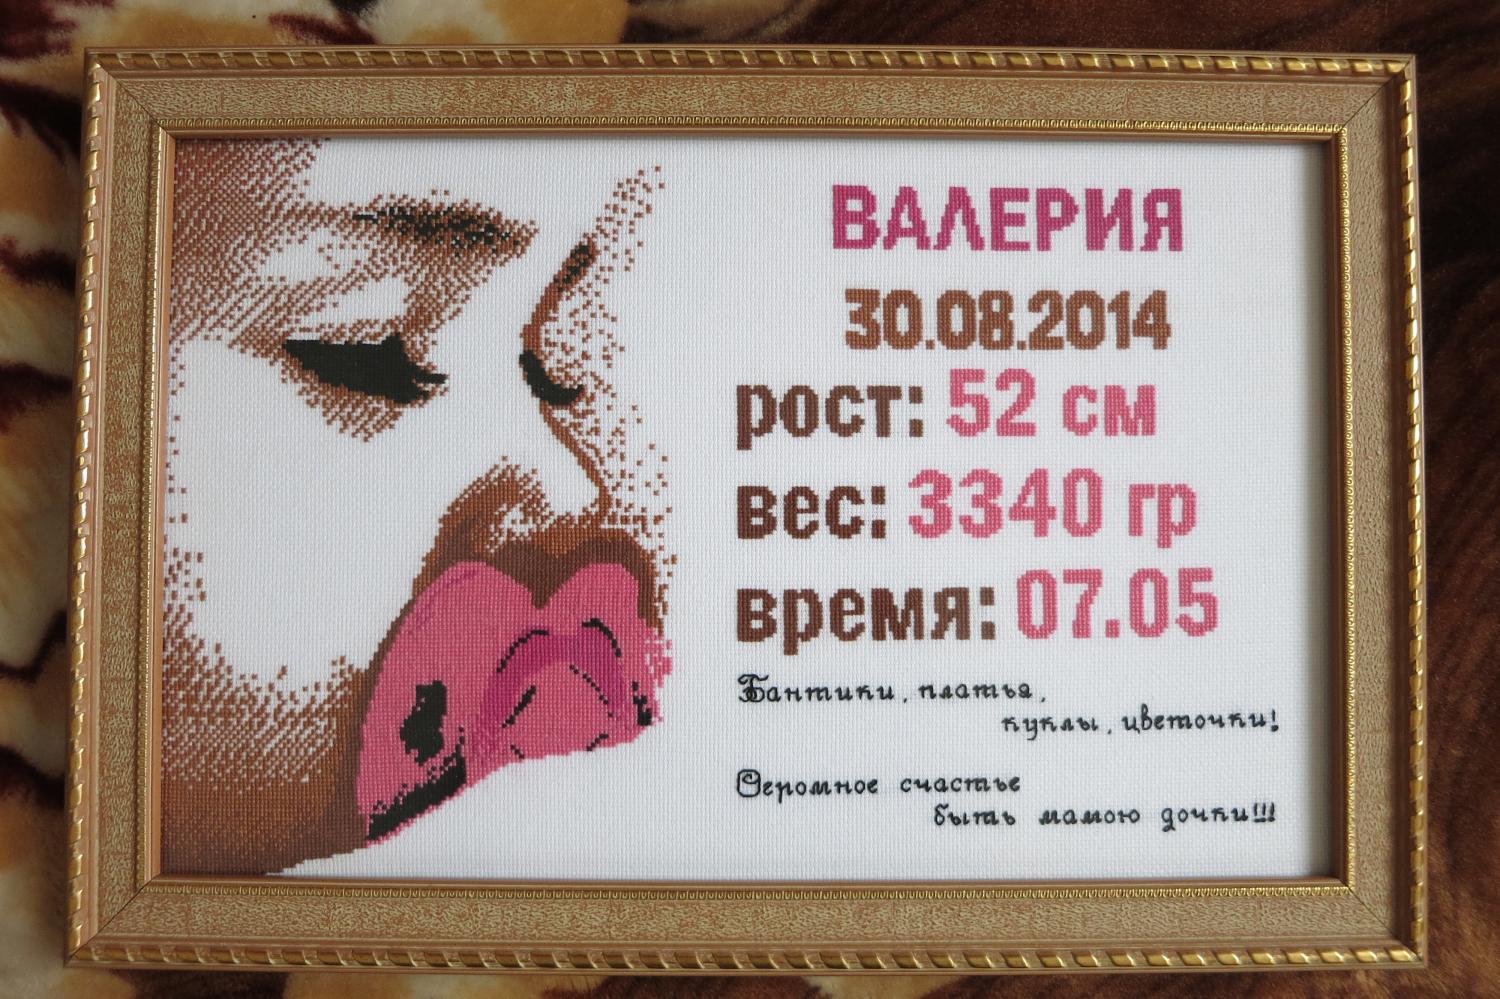 ВАЛЕРИЯ
30.08.2014
рост: 52 см
вес: 3340 гр
время: 07.05
Бантики, платья,
куклы, цветочки!
Огромное счастье
быть мамою дочки!!!